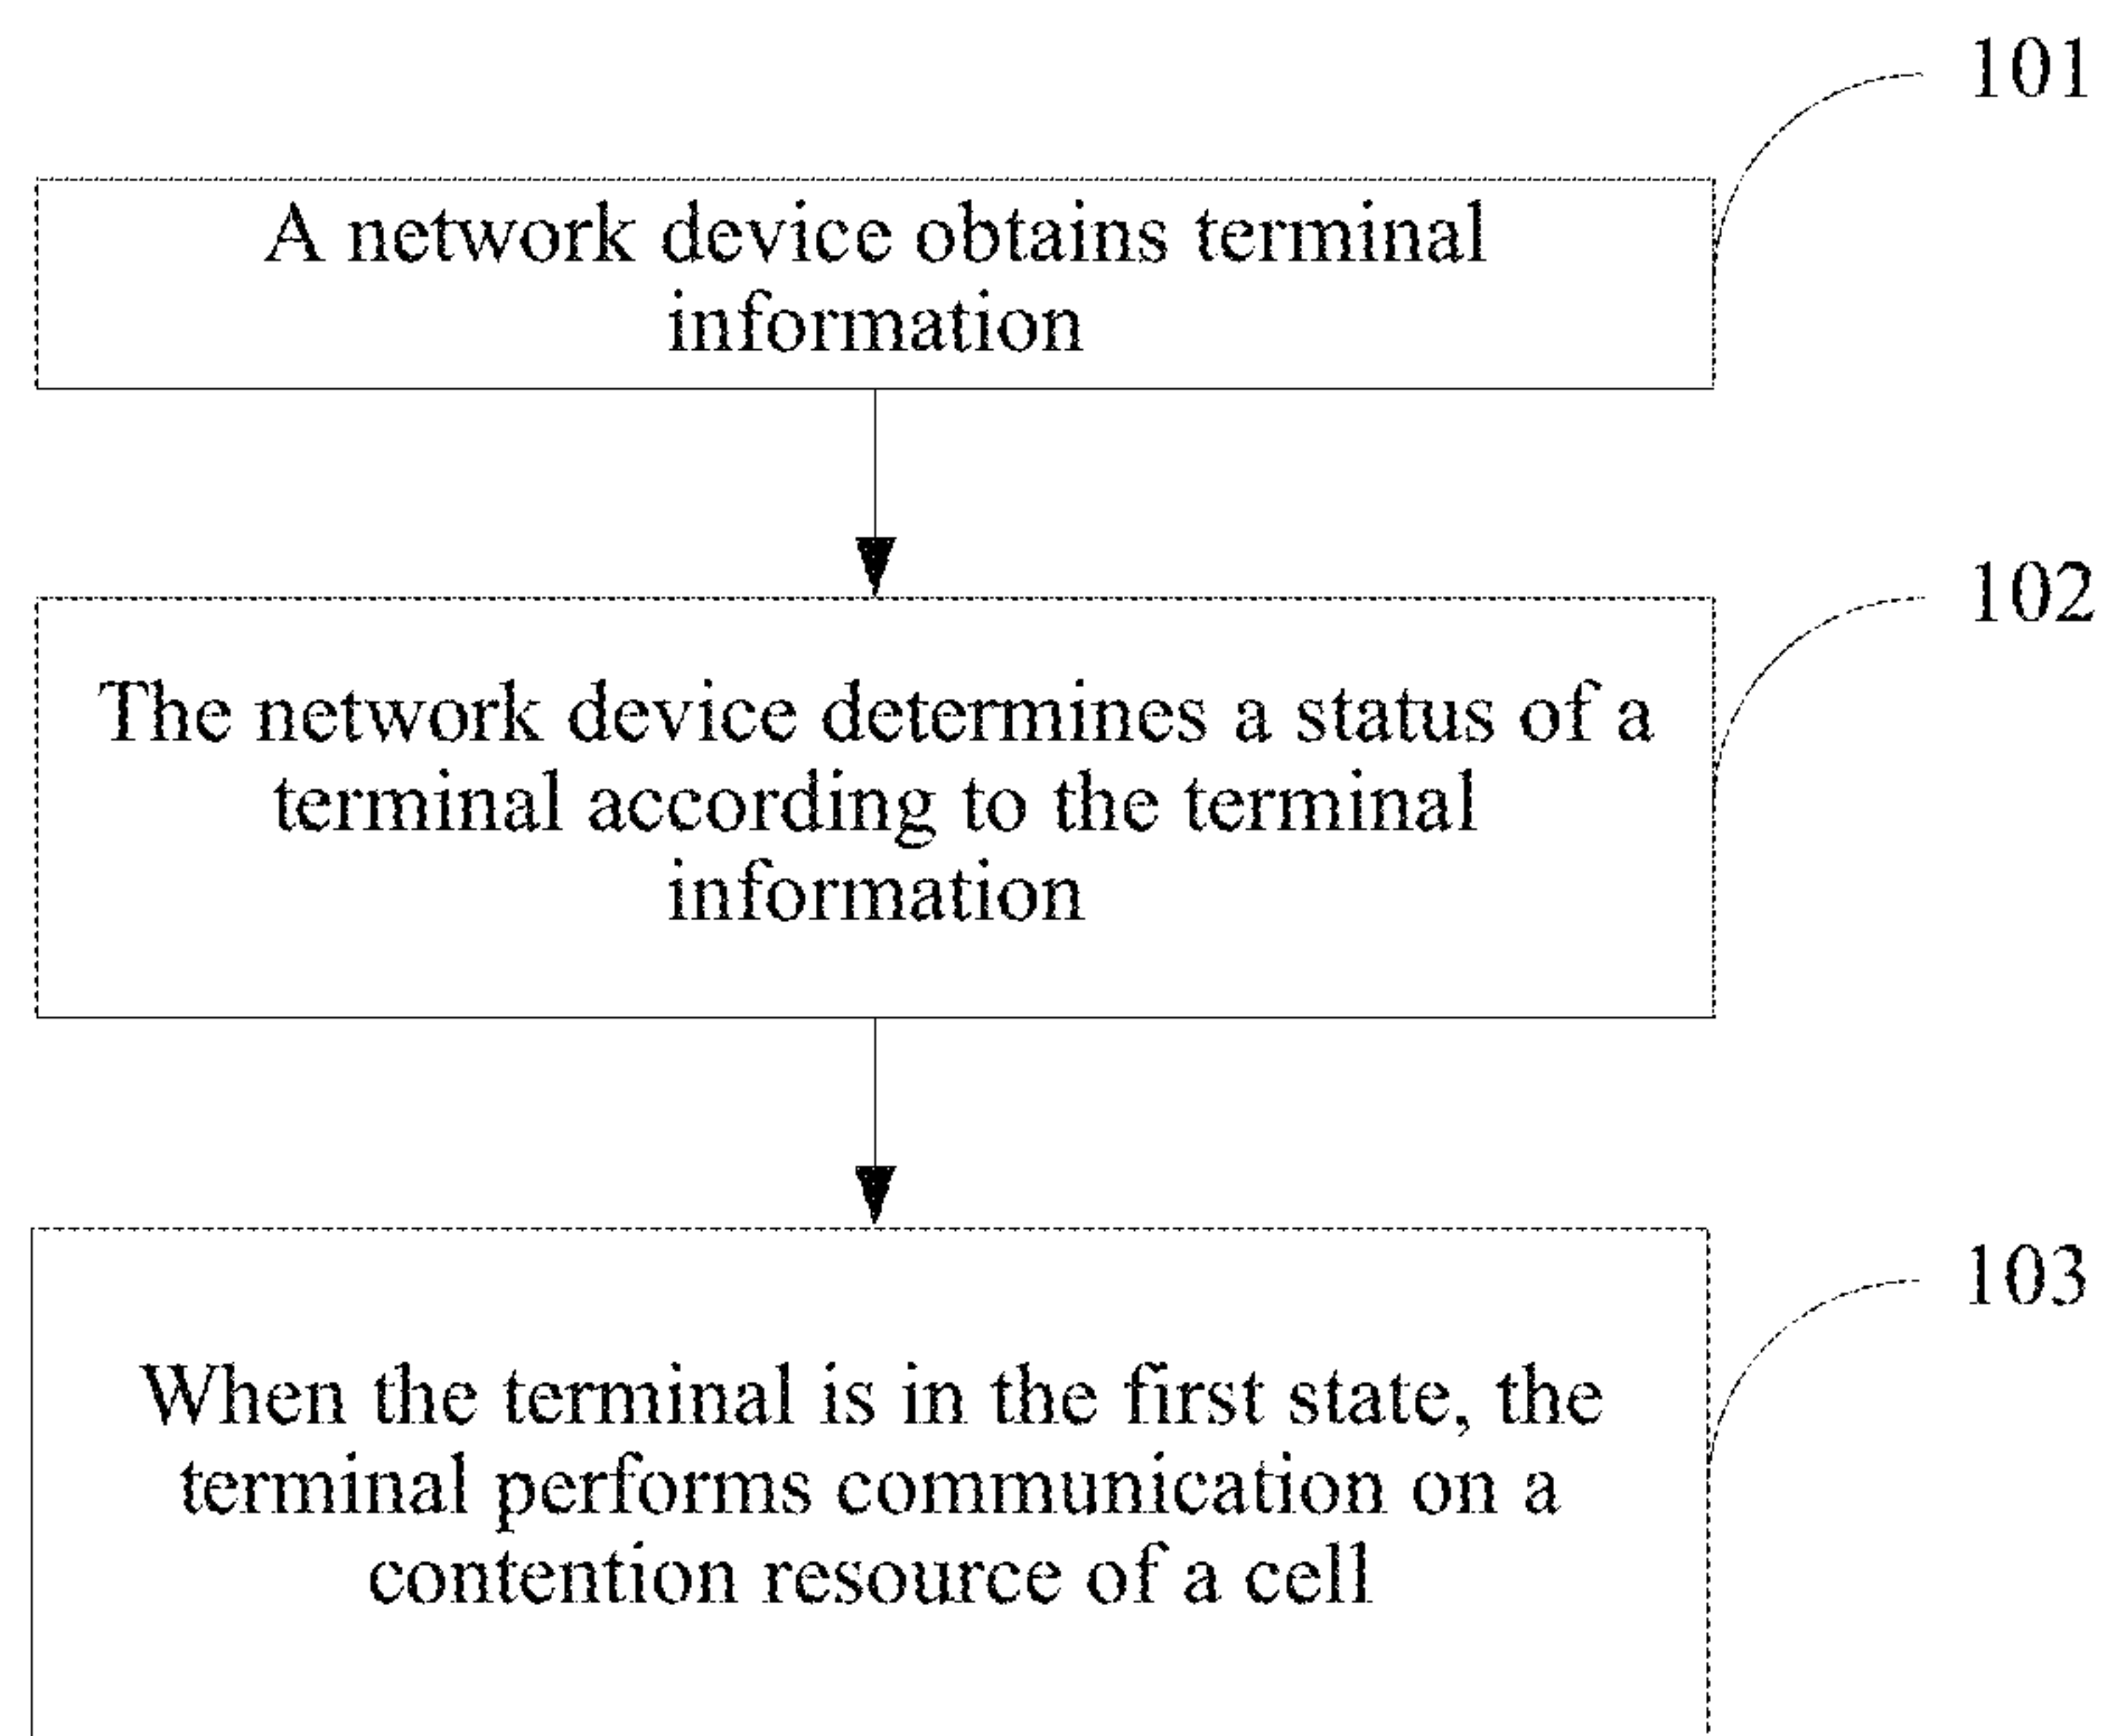 101
A network device obtains terminal
information
102
The network device determines a status of a
terminal according to the terminal
information
103
When the terminal is in the first state, the
terminal performs communication on a
contention resource of a cell